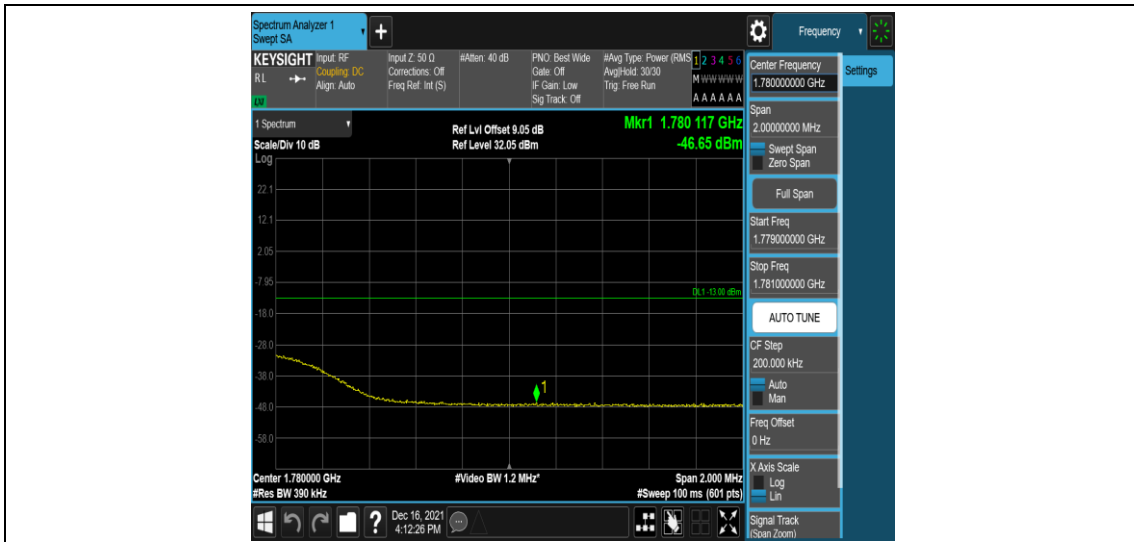 Spectrum Analyzer 1
Swept SA
+
Frequency
KEYSIGHT
RL
LXI
Input: RF
Coupling: DC
Align: Auto
Input Z: 50 Ω
Corrections: Off
Freq Ref: Int (S)
#Atten: 40 dB
PNO: Best Wide
Gate: Off
IF Gain: Low
Sig Track: Off
#Avg Type: Power (RMS
Avg|Hold: 30/30
Trig: Free Run
1 2 3 4 5 6
M W W W W W
A A A A A A
1 Spectrum
Scale/Div 10 dB
Ref Lvl Offset 9.05 dB
Ref Level 32.05 dBm
Mkr1 1.780 117 GHz
-46.65 dBm
Log
22.1
12.1
2.05
-7.95
DL1 -13.00 dBm
-18.0
-28.0
-38.0
1
-48.0
-58.0
Center 1.780000 GHz
#Video BW 1.2 MHz*
Span 2.000 MHz
#Res BW 390 kHz
#Sweep 100 ms (601 pts)
?
Dec 16, 2021
4:12:26 PM
Center Frequency
1.780000000 GHz
Settings
Span
2.00000000 MHz
Swept Span
Zero Span
Full Span
Start Freq
1.779000000 GHz
Stop Freq
1.781000000 GHz
AUTO TUNE
CF Step
200.000 kHz
Auto
Man
Freq Offset
0 Hz
X Axis Scale
Log
Lin
Signal Track
(Span Zoom)